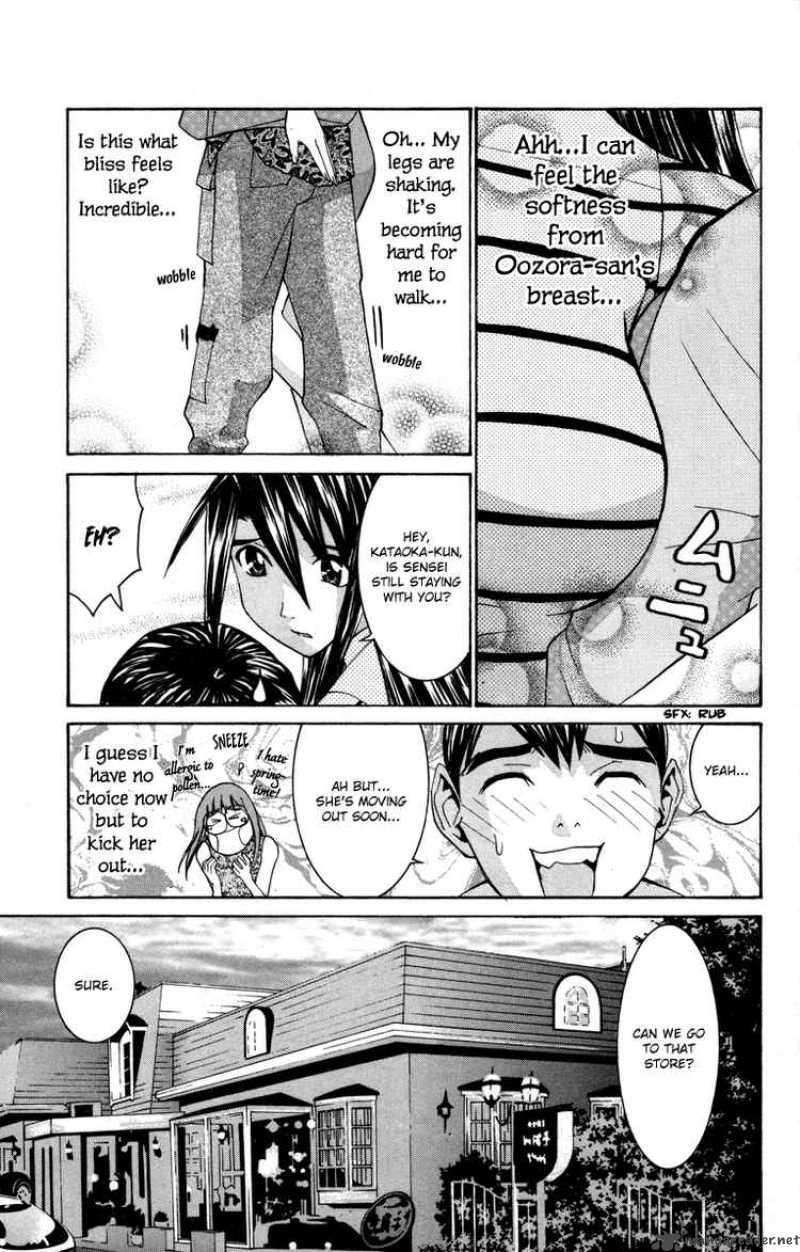 Ahh...I can
feel the
softness
from
Oozora-san's
breast...
ムニュ
SFX: RUB
Oh... My
legs are
shaking.
It's
becoming
hard for
me to
walk...
wobble
Is this what
bliss feels
like?
Incredible...
wobble
HEY,
KATAOKA-KUN,
IS SENSEI
STILL STAYING
WITH YOU?
EH?
YEAH...
AH BUT...
SHE'S MOVING
OUT SOON...
SNEEZE
I hate
spring-
time!
I'm
allergic to
pollen...
I guess I
have no
choice now
but to
kick her
out...
CAN WE GO
TO THAT
STORE?
SURE.